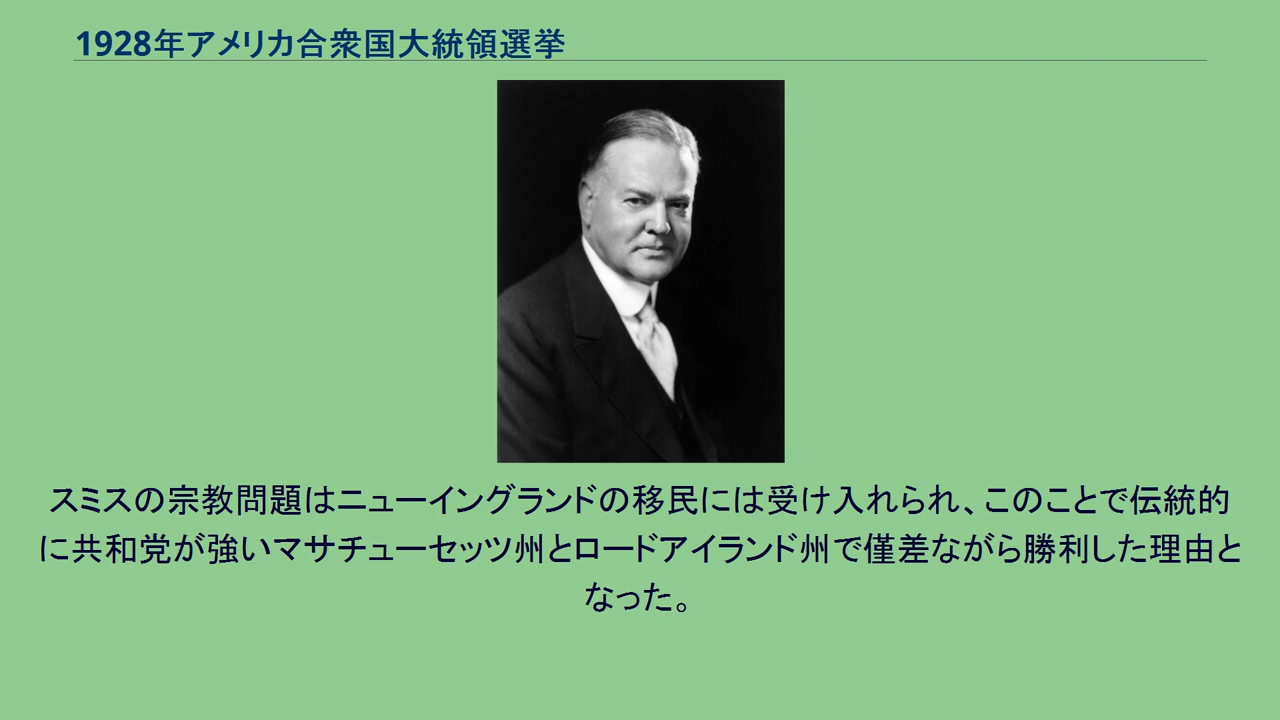 1928年アメリカ合衆国大統領選挙
スミスの宗教問題はニューイングランドの移民には受け入れられ、このことで伝統的
に共和党が強いマサチューセッツ州とロードアイランド州で僅差ながら勝利した理由と
なった。